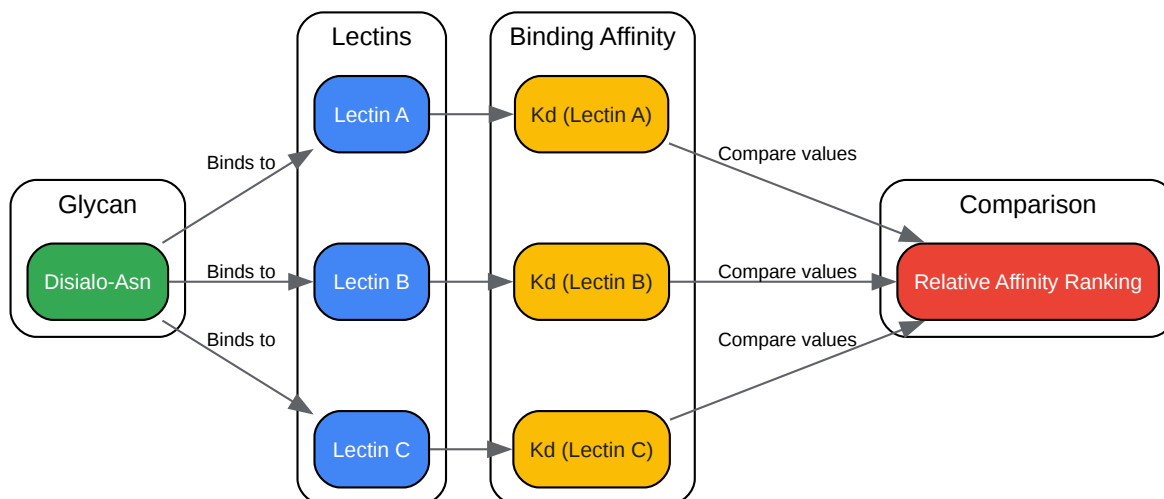 Lectins
Binding Affinity
Lectin A
Kd (Lectin A)
Binds to
Compare values
Glycan
Comparison
Disialo-Asn
Binds to
Lectin B
Kd (Lectin B)
Compare values
Relative Affinity Ranking
Binds to
Compare values
Lectin C
Kd (Lectin C)